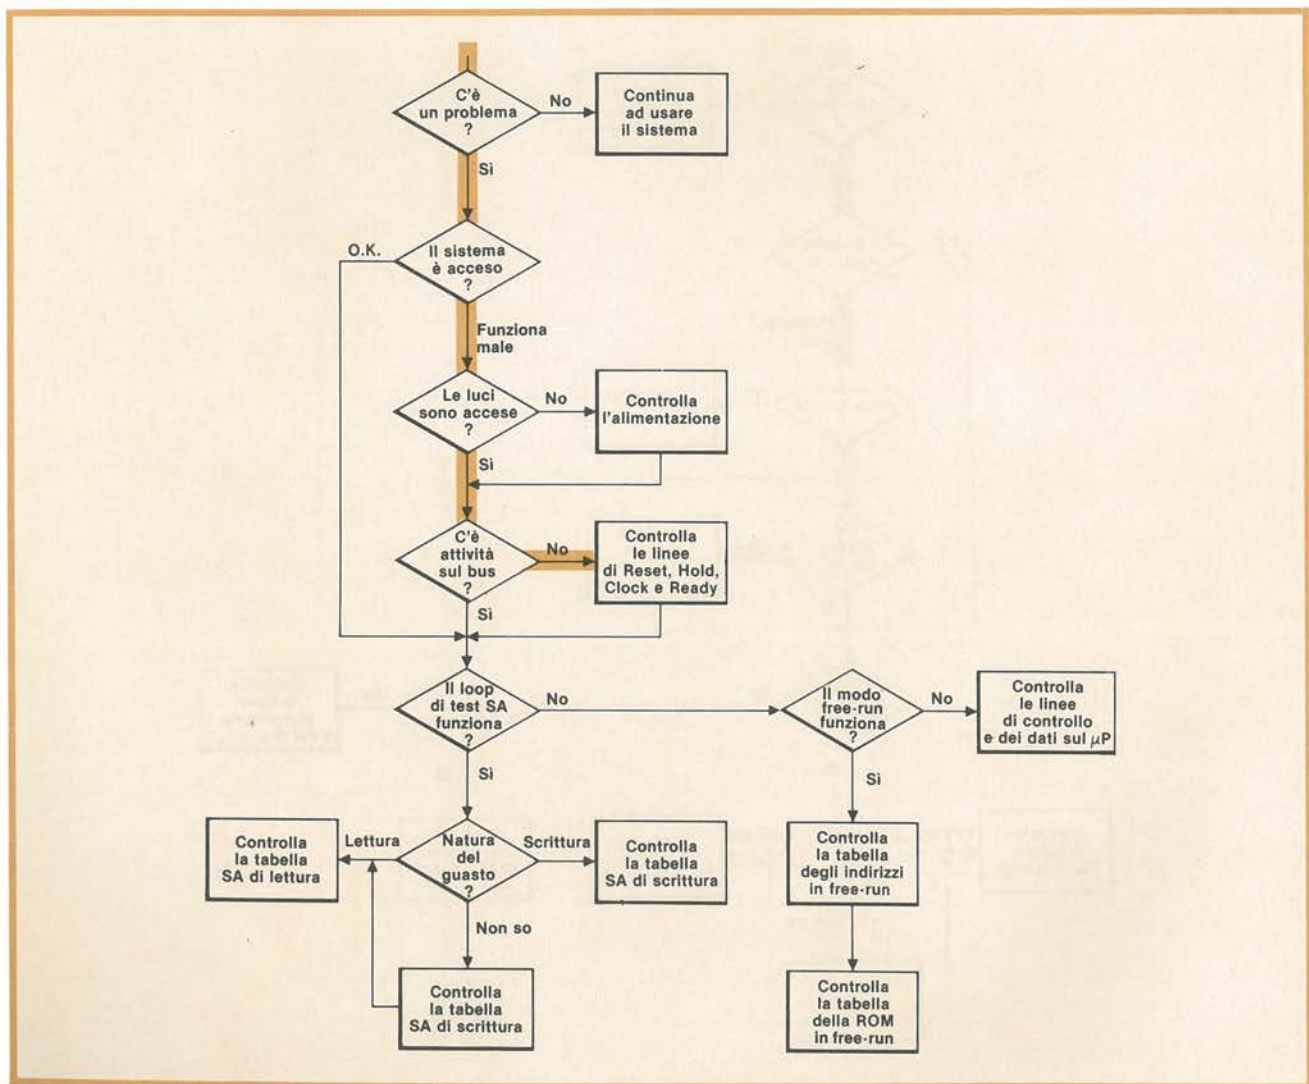 C'è
un problema
?
No
Continua
ad usare
il sistema
Sì
O.K.
Il sistema
è acceso
?
Funziona
male
Le luci
sono accese
?
No
Controlla
l'alimentazione
Sì
C'è
attività
sul bus
?
No
Controlla
le linee
di Reset, Hold,
Clock e Ready
Sì
Il loop
di test SA
funziona
?
No
Il modo
free-run
funziona
?
No
Controlla
le linee
di controllo
e dei dati sul μP
Sì
Sì
Controlla
la tabella
SA di lettura
Lettura
Natura
del
guasto
?
Scrittura
Controlla
la tabella
SA di scrittura
Controlla
la tabella
degli indirizzi
in free-run
Non so
Controlla
la tabella
SA di scrittura
Controlla
la tabella
della ROM
in free-run